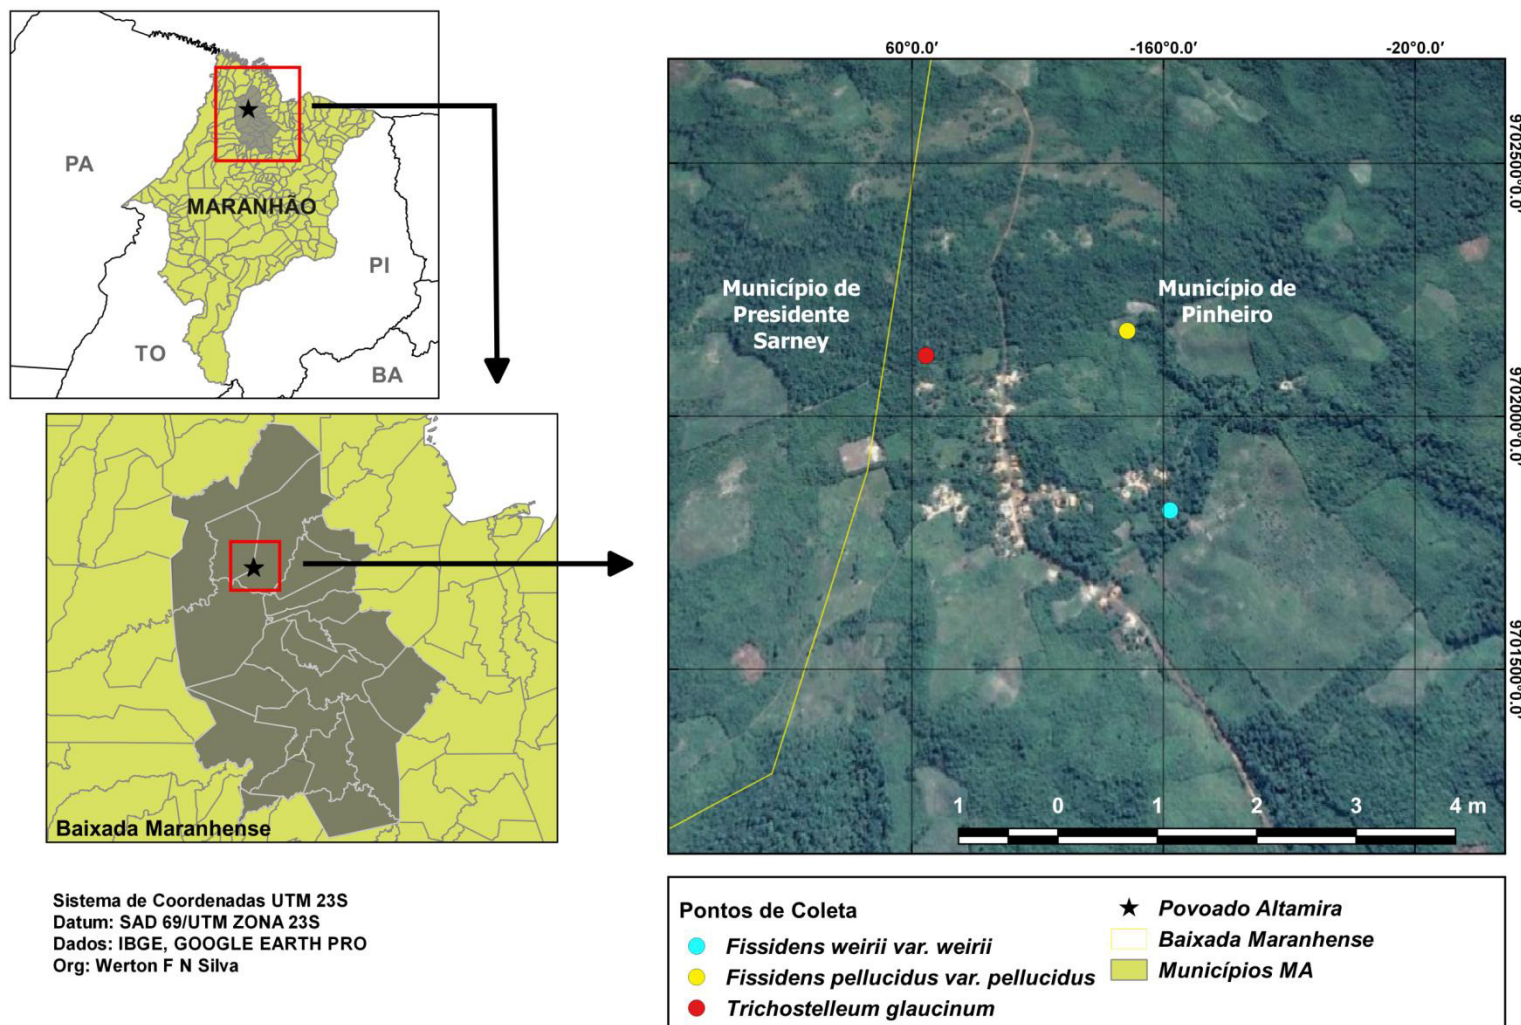 PA
MARANHÃO
PI
TO
BA
Baixada Maranhense
Sistema de Coordenadas UTM 23S
Datum: SAD 69/UTM ZONA 23S
Dados: IBGE, GOOGLE EARTH PRO
Org: Werton F N Silva
60°0.0'
-160°0.0'
-20°0.0'
9702500°0.0'
9702000°0.0'
9701500°0.0'
Município de
Presidente
Sarney
Município de
Pinheiro
1 0 1 2 3 4 m
Pontos de Coleta
Fissidens weirii var. weirii
Fissidens pellucidus var. pellucidus
Trichostelleum glaucinum
Povoado Altamira
Baixada Maranhense
Municípios MA